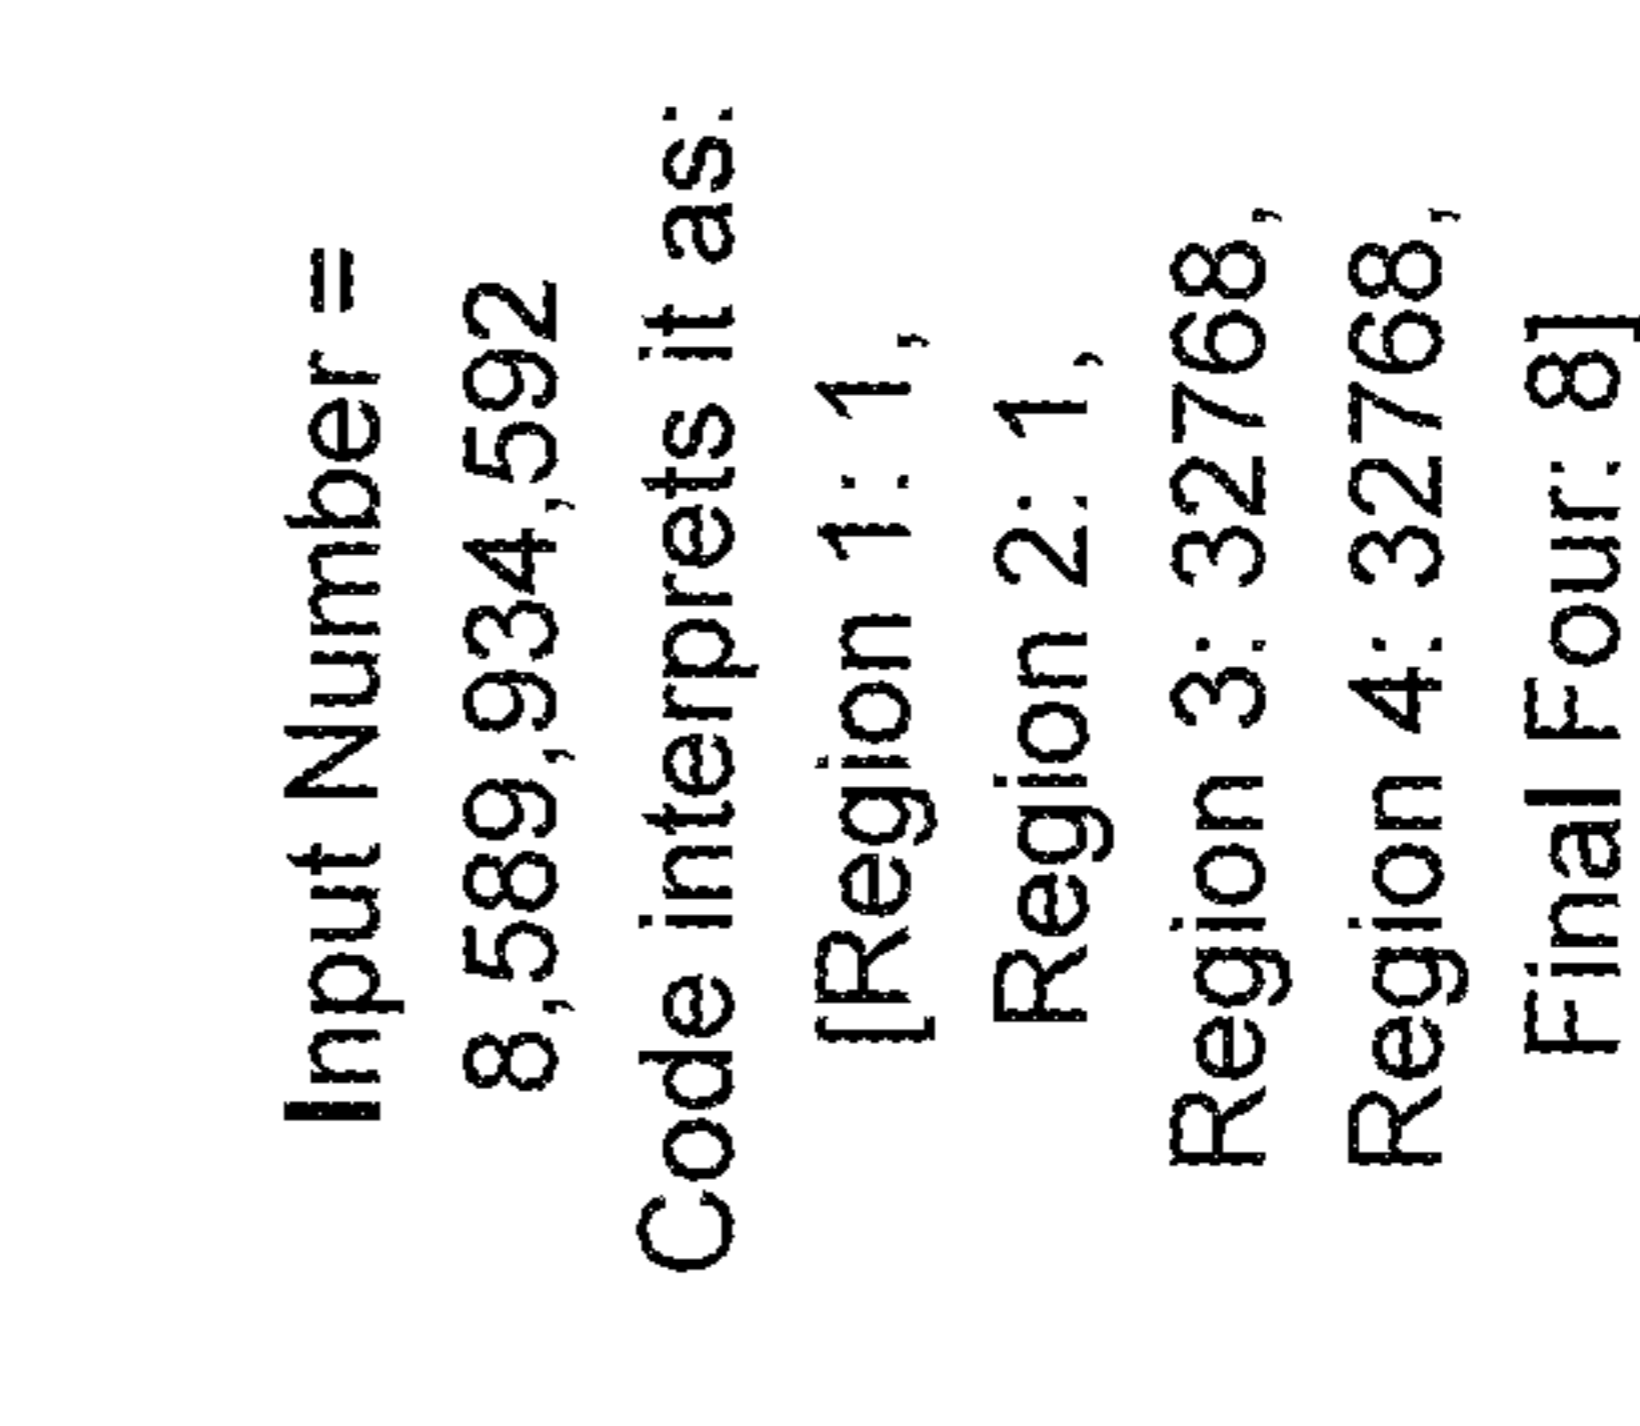 Input Number =
8,589,934,592
Code interprets it as:
[Region 1: 1,
Region 2: 1,
Region 3: 32768,
Region 4: 32768,
Final Four: 8]